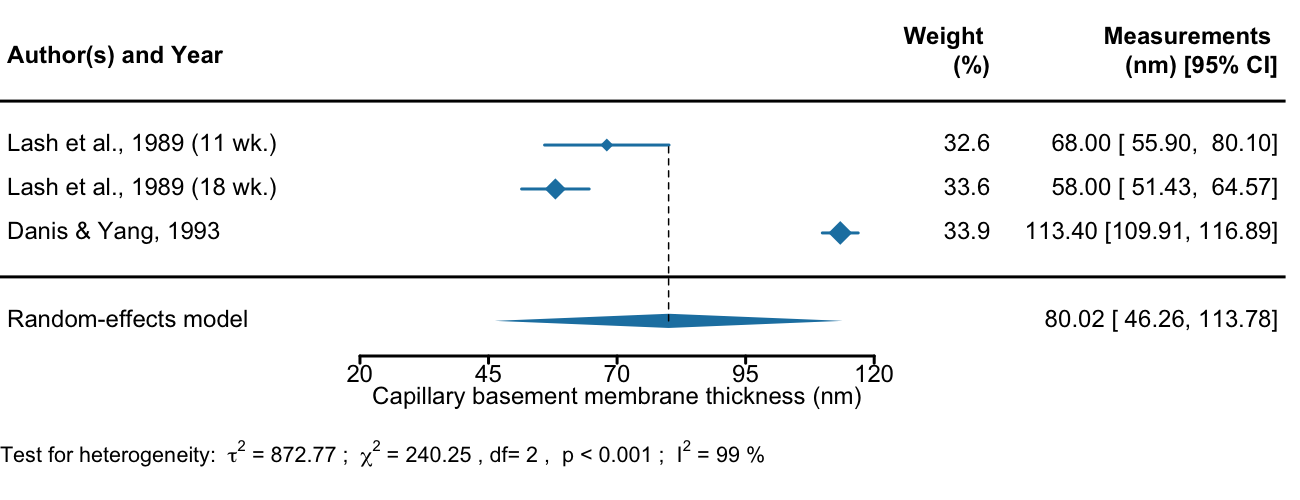 Author(s) and Year Weight (%) Measurements (nm) [95% CI]
Lash et al., 1989 (11 wk.) 32.6 68.00 [ 55.90, 80.10]
Lash et al., 1989 (18 wk.) 33.6 58.00 [ 51.43, 64.57]
Danis & Yang, 1993 33.9 113.40 [109.91, 116.89]
Random-effects model 80.02 [ 46.26, 113.78]
20 45 70 95 120
Capillary basement membrane thickness (nm)
Test for heterogeneity: τ² = 872.77 ; χ² = 240.25 , df= 2 , p < 0.001 ; I² = 99 %